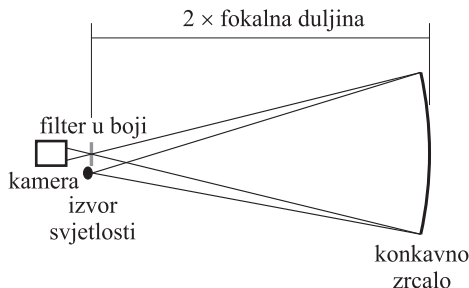 2 × fokalna duljina
filter u boji
kamera
izvor
svjetlosti
konkavno
zrcalo